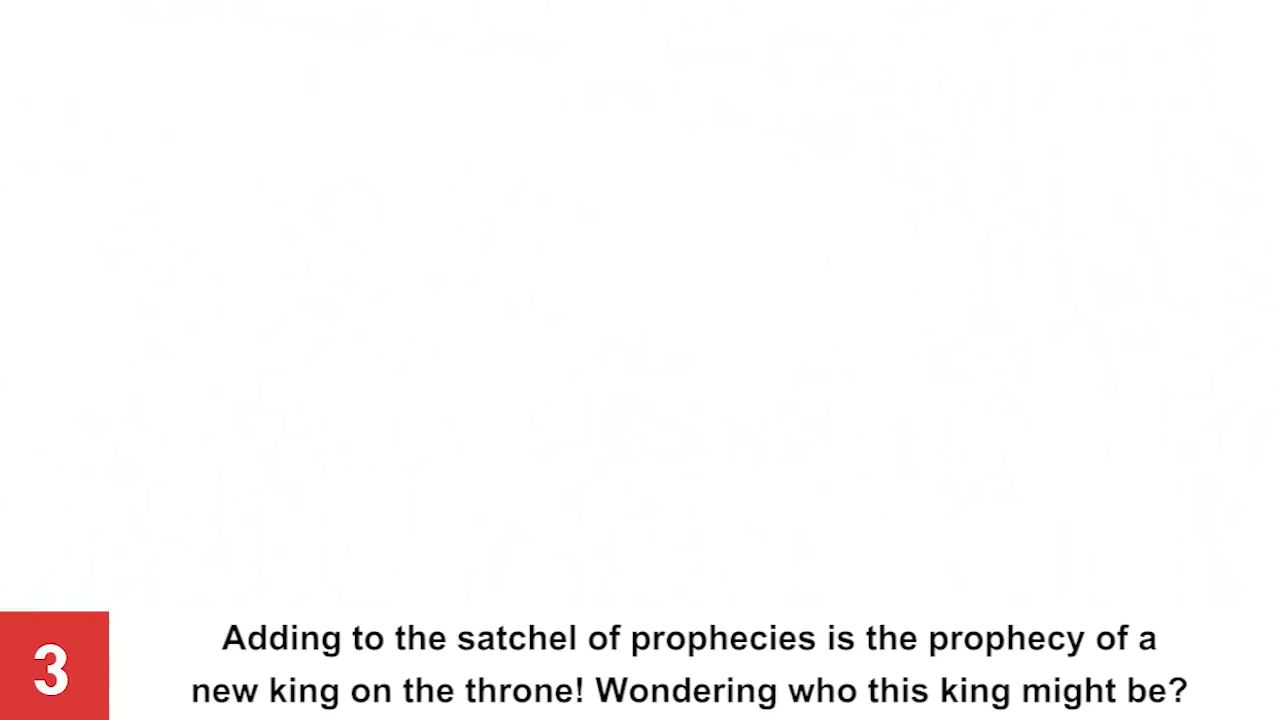 Adding to the satchel of prophecies is the prophecy of a
3
new king on the throne! Wondering who this king might be?